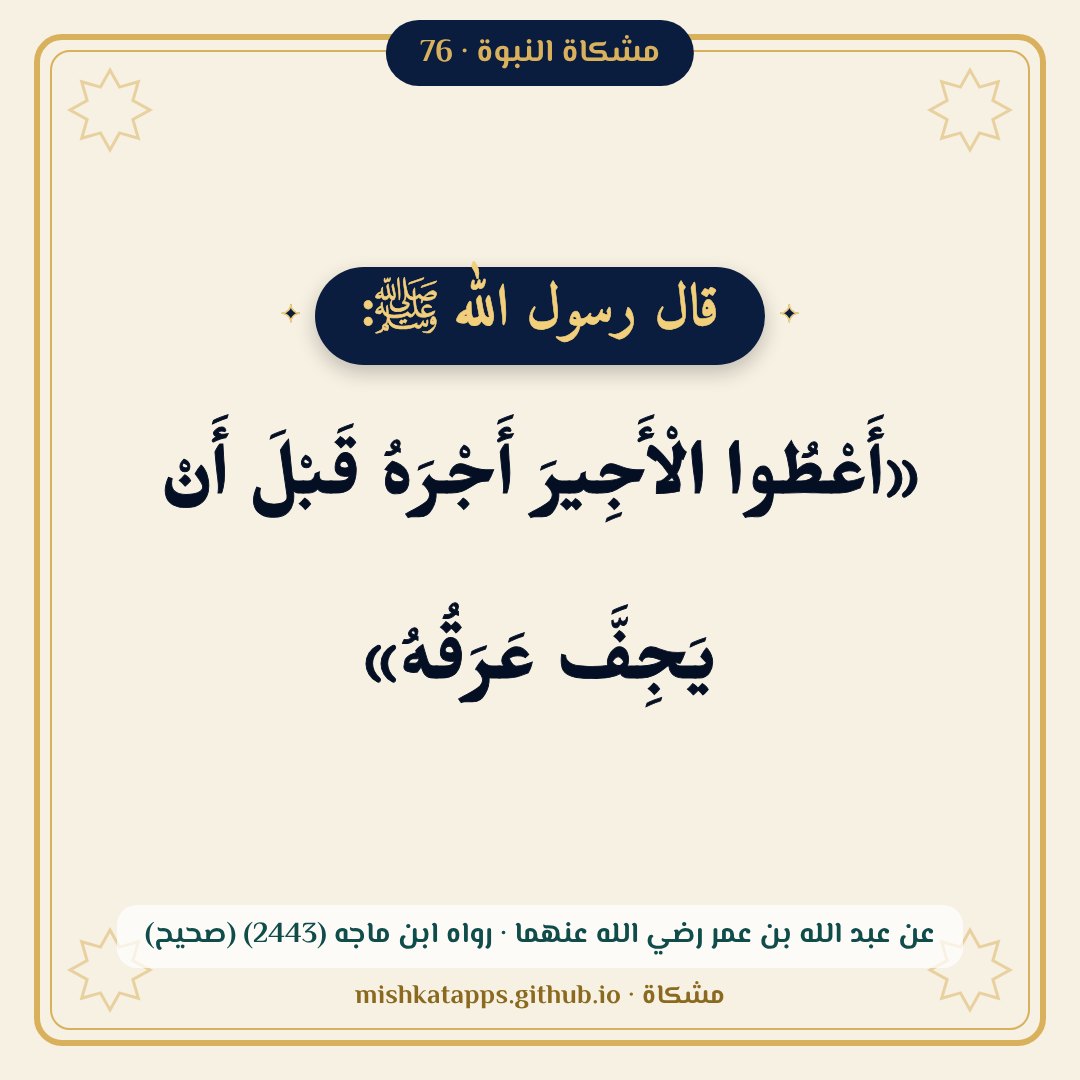 مشكاة النبوة · 76
قال رسول الله ﷺ:
«أَعْطُوا الْأَجِيرَ أَجْرَهُ قَبْلَ أَنْ
يَجِفَّ عَرَقُهُ»
عن عبد الله بن عمر رضي الله عنهما · رواه ابن ماجه (2443) (صحيح)
مشكاة · mishkatapps.github.io